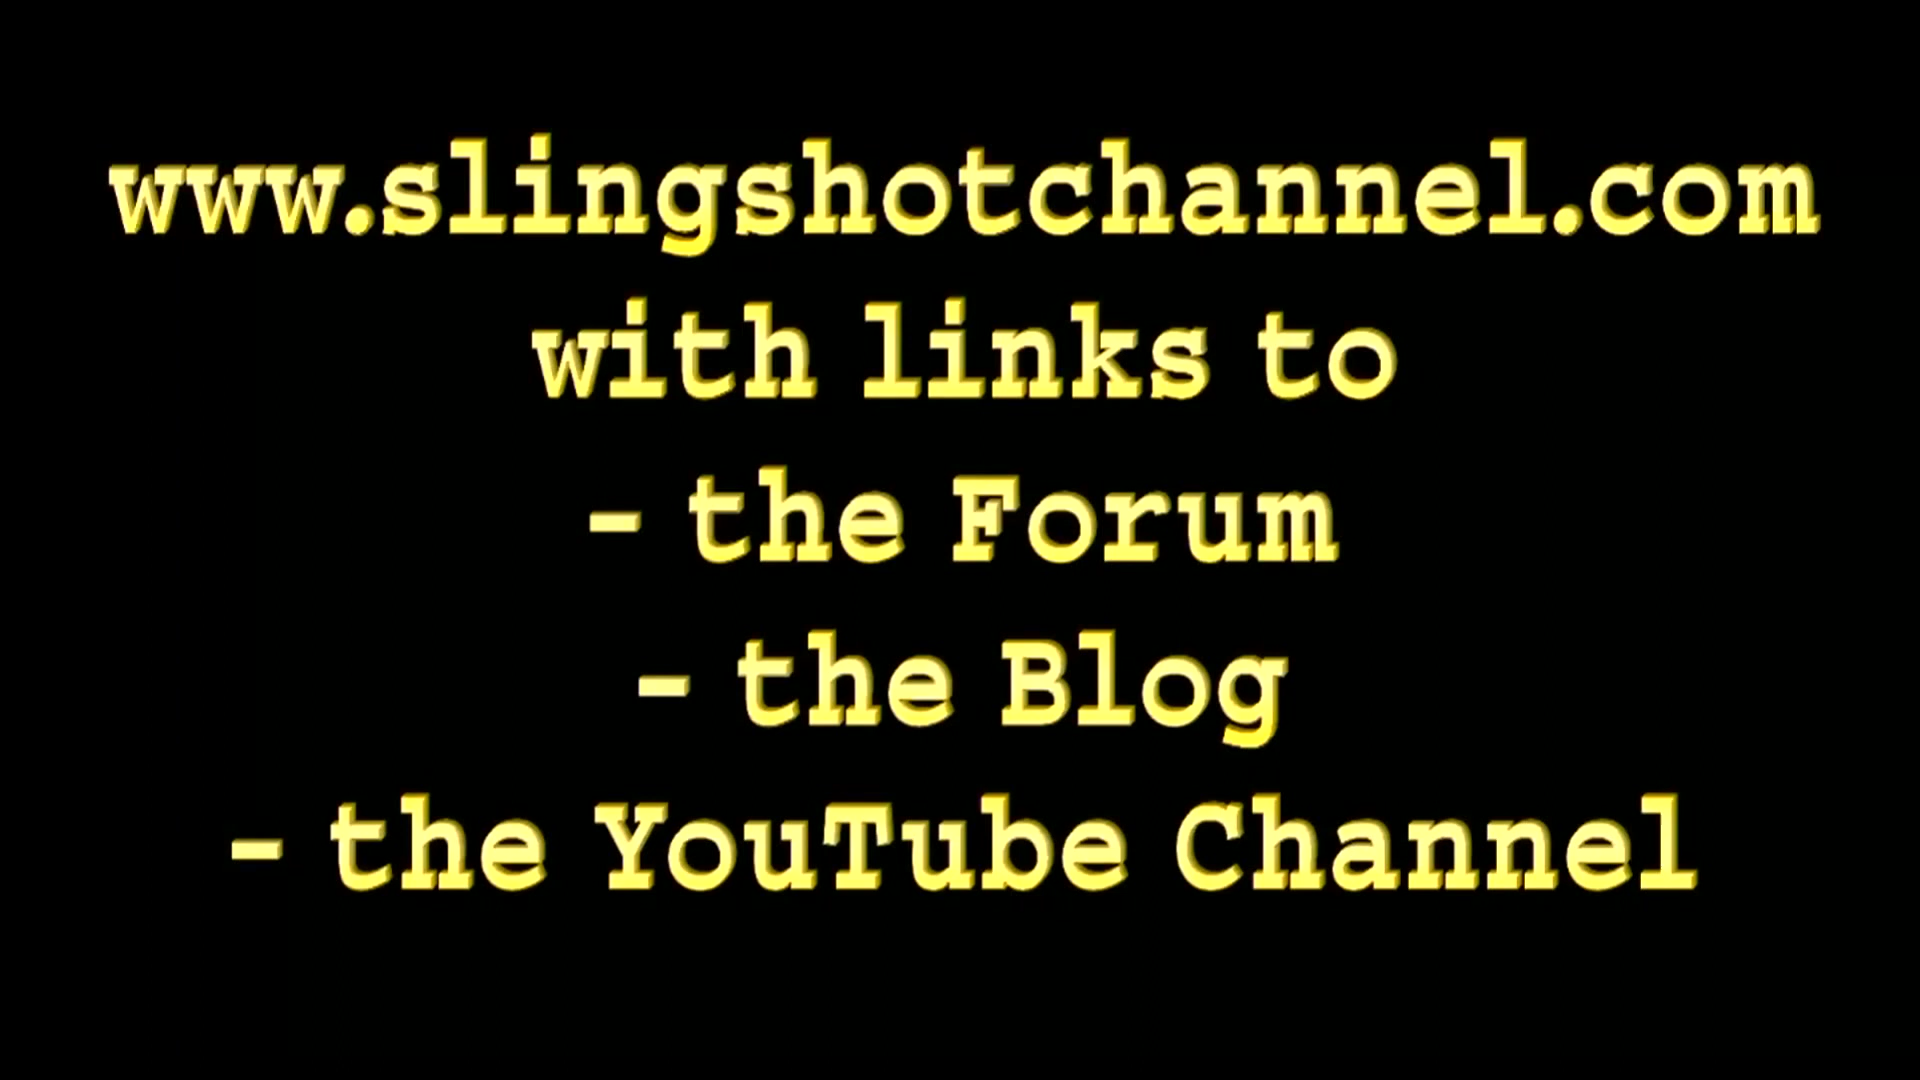 www.slingshotchannel.com
with links to
- the Forum
- the Blog
- the YouTube Channel